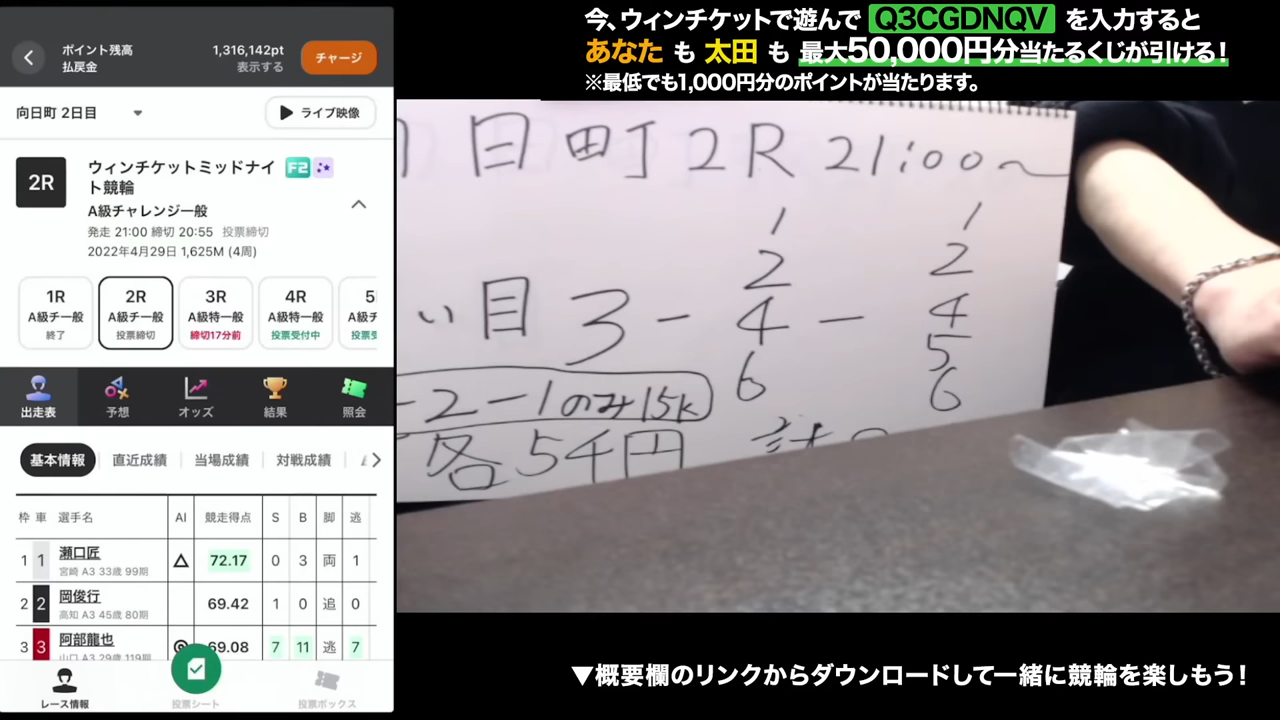 今、ウィンチケットで遊んで Q3CGDNQV を入力すると
あなた も 太田 も 最大50,000円分当たるくじが引ける!
※最低でも1,000円分のポイントが当たります。
ポイント残高 1,316,142pt チャージ
払戻金 表示する
向日町 2日目 ライブ映像
2R
ウィンチケットミッドナイ
ト競輪
F2
A級チャレンジ一般
発走 21:00 締切 20:55 投票締切
2022年4月29日 1,625M (4周)
1R 2R 3R 4R 5
A級チ一般 A級チ一般 A級特一般 A級特一般 A級チ
終了 投票締切 締切17分前 投票受付中 投票受
出走表 予想 オッズ 結果 照会
基本情報 直近成績 当場成績 対戦成績
枠 車 選手名 AI 競走得点 S B 脚 逃
1 1 瀬口匠 △ 72.17 0 3 両 1
宮崎 A3 33歳 99期
2 2 岡俊行 69.42 1 0 追 0
高知 A3 45歳 80期
3 3 阿部龍也 ◎ 69.08 7 11 逃 7
山口 A3 29歳 119期
レース情報 投票シート 投票ボックス
日町 2R 21:00~
1 1
2 2
い目 3 - 4 - 4
5
6 6
-2-1のみ15k
各5千円 計
▼概要欄のリンクからダウンロードして一緒に競輪を楽しもう!